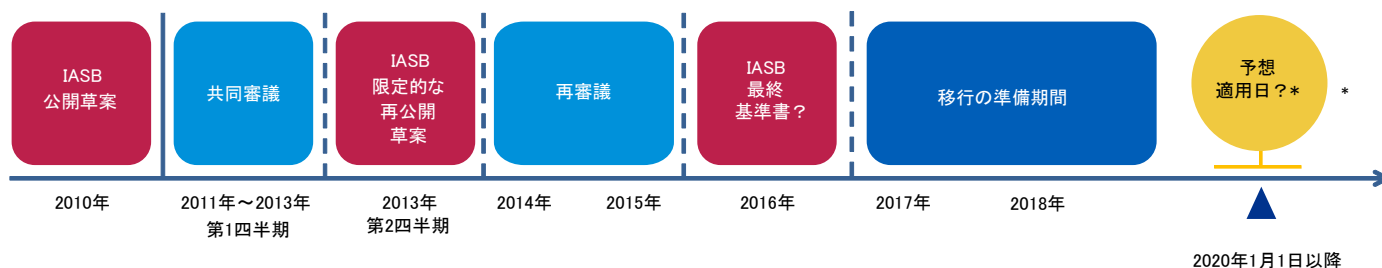 IASB
公開草案
共同審議
IASB
限定的な
再公開
草案
再審議
IASB
最終
基準書？
移行の準備期間
予想
適用日？*
*
2010年
2011年～2013年
第1四半期
2013年
第2四半期
2014年
2015年
2016年
2017年
2018年
2020年1月1日以降